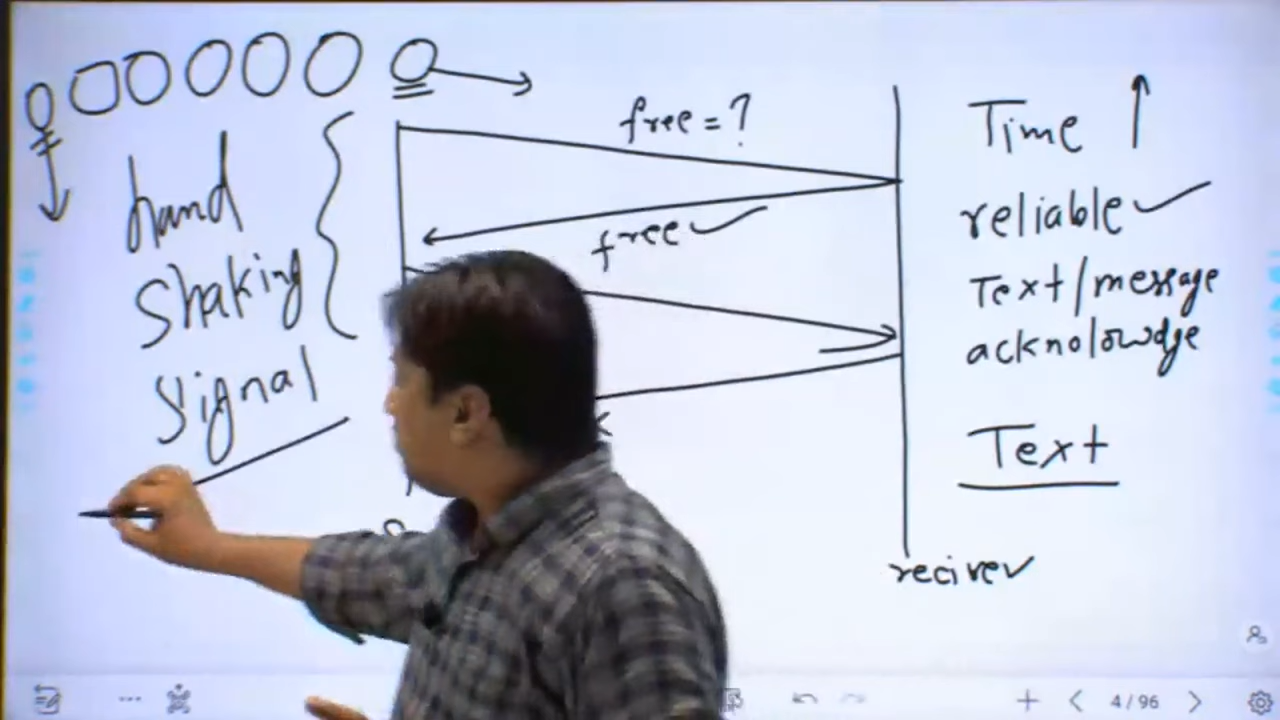 free = ?
free
hand
Shaking
Signal
Time ↑
reliable ✓
Text/message
acknolowdge
Text
reciver
4/96